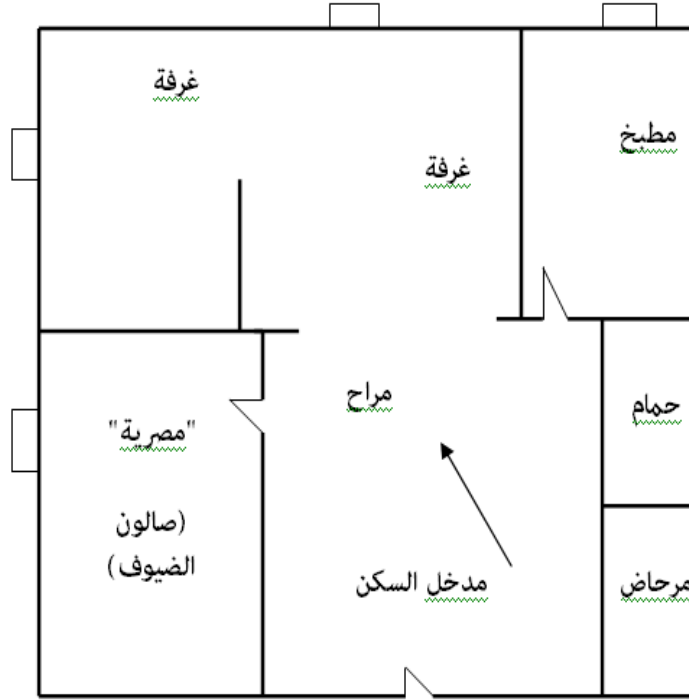 غرفة
مطبخ
غرفة
مراح
حمام
"مصرية"
(صالون
الضيوف)
مدخل السكن
مرحاض